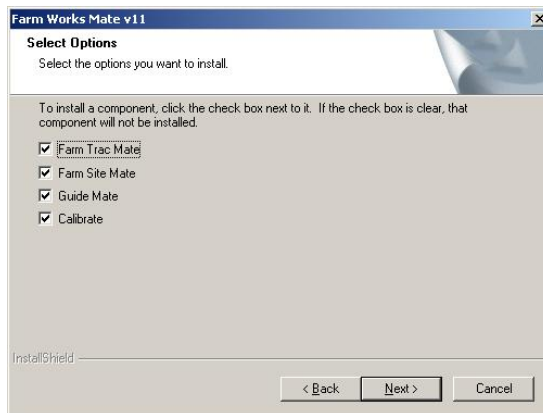 Farm Works Mate v11
Select Options
Select the options you want to install.
To install a component, click the check box next to it. If the check box is clear, that
component will not be installed.
Farm Trac Mate
Farm Site Mate
Guide Mate
Calibrate
InstallShield
< Back
Next >
Cancel